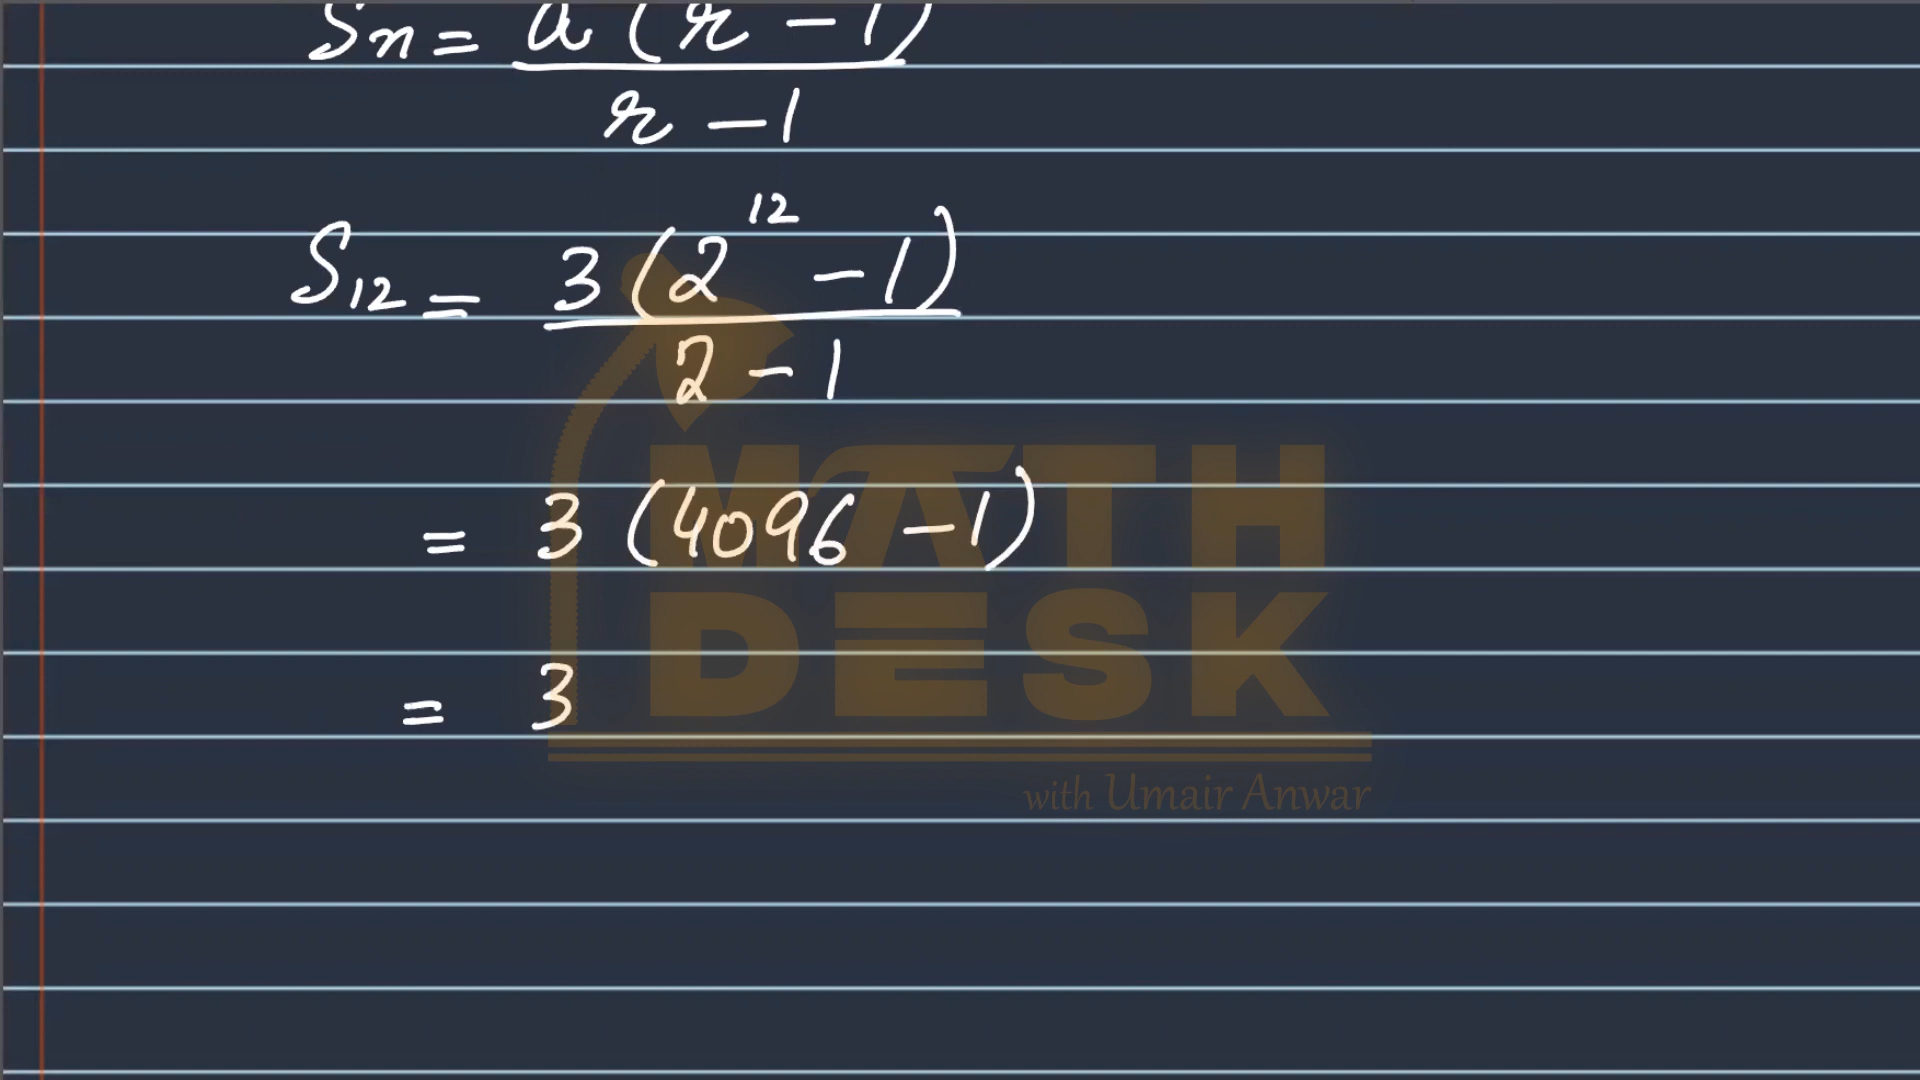 Sn = a(r - 1)
r - 1
S12 = 3(2^12 - 1)
2 - 1
= 3(4096 - 1)
= 3
MATH
DESK
with Umair Anwar